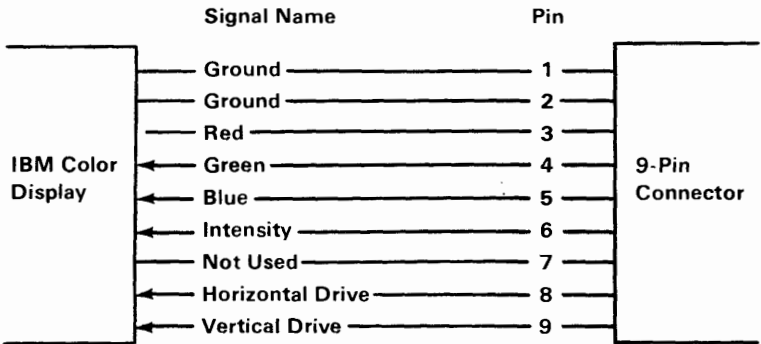 Signal Name Pin
Ground 1
Ground 2
Red 3
IBM Color Green 4 9-Pin
Display Blue 5 Connector
Intensity 6
Not Used 7
Horizontal Drive 8
Vertical Drive 9